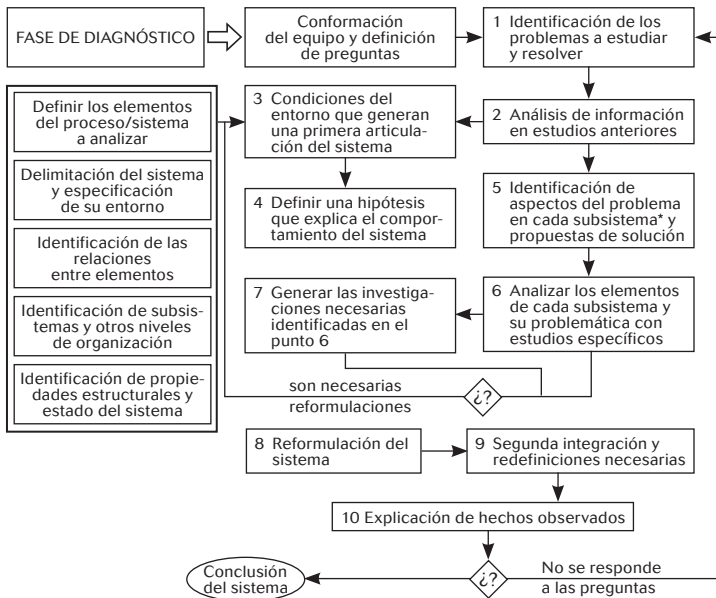 FASE DE DIAGNÓSTICO
Conformación
del equipo y definición
de preguntas
1 Identificación de los
problemas a estudiar
y resolver
Definir los elementos
del proceso/sistema
a analizar
Delimitación del sistema
y especificación
de su entorno
Identificación de las
relaciones
entre elementos
Identificación de subsis-
temas y otros niveles
de organización
Identificación de propie-
dades estructurales y
estado del sistema
3 Condiciones del
entorno que generan
una primera articula-
ción del sistema
2 Análisis de información
en estudios anteriores
4 Definir una hipótesis
que explica el compor-
tamiento del sistema
5 Identificación de
aspectos del problema
en cada subsistema* y
propuestas de solución
7 Generar las investiga-
ciones necesarias
identificadas en el
punto 6
6 Analizar los elementos
de cada subsistema y
su problemática con
estudios específicos
son necesarias
reformulaciones
¿?
8 Reformulación del
sistema
9 Segunda integración y
redefiniciones necesarias
10 Explicación de hechos observados
Conclusión
del sistema
¿?
No se responde
a las preguntas